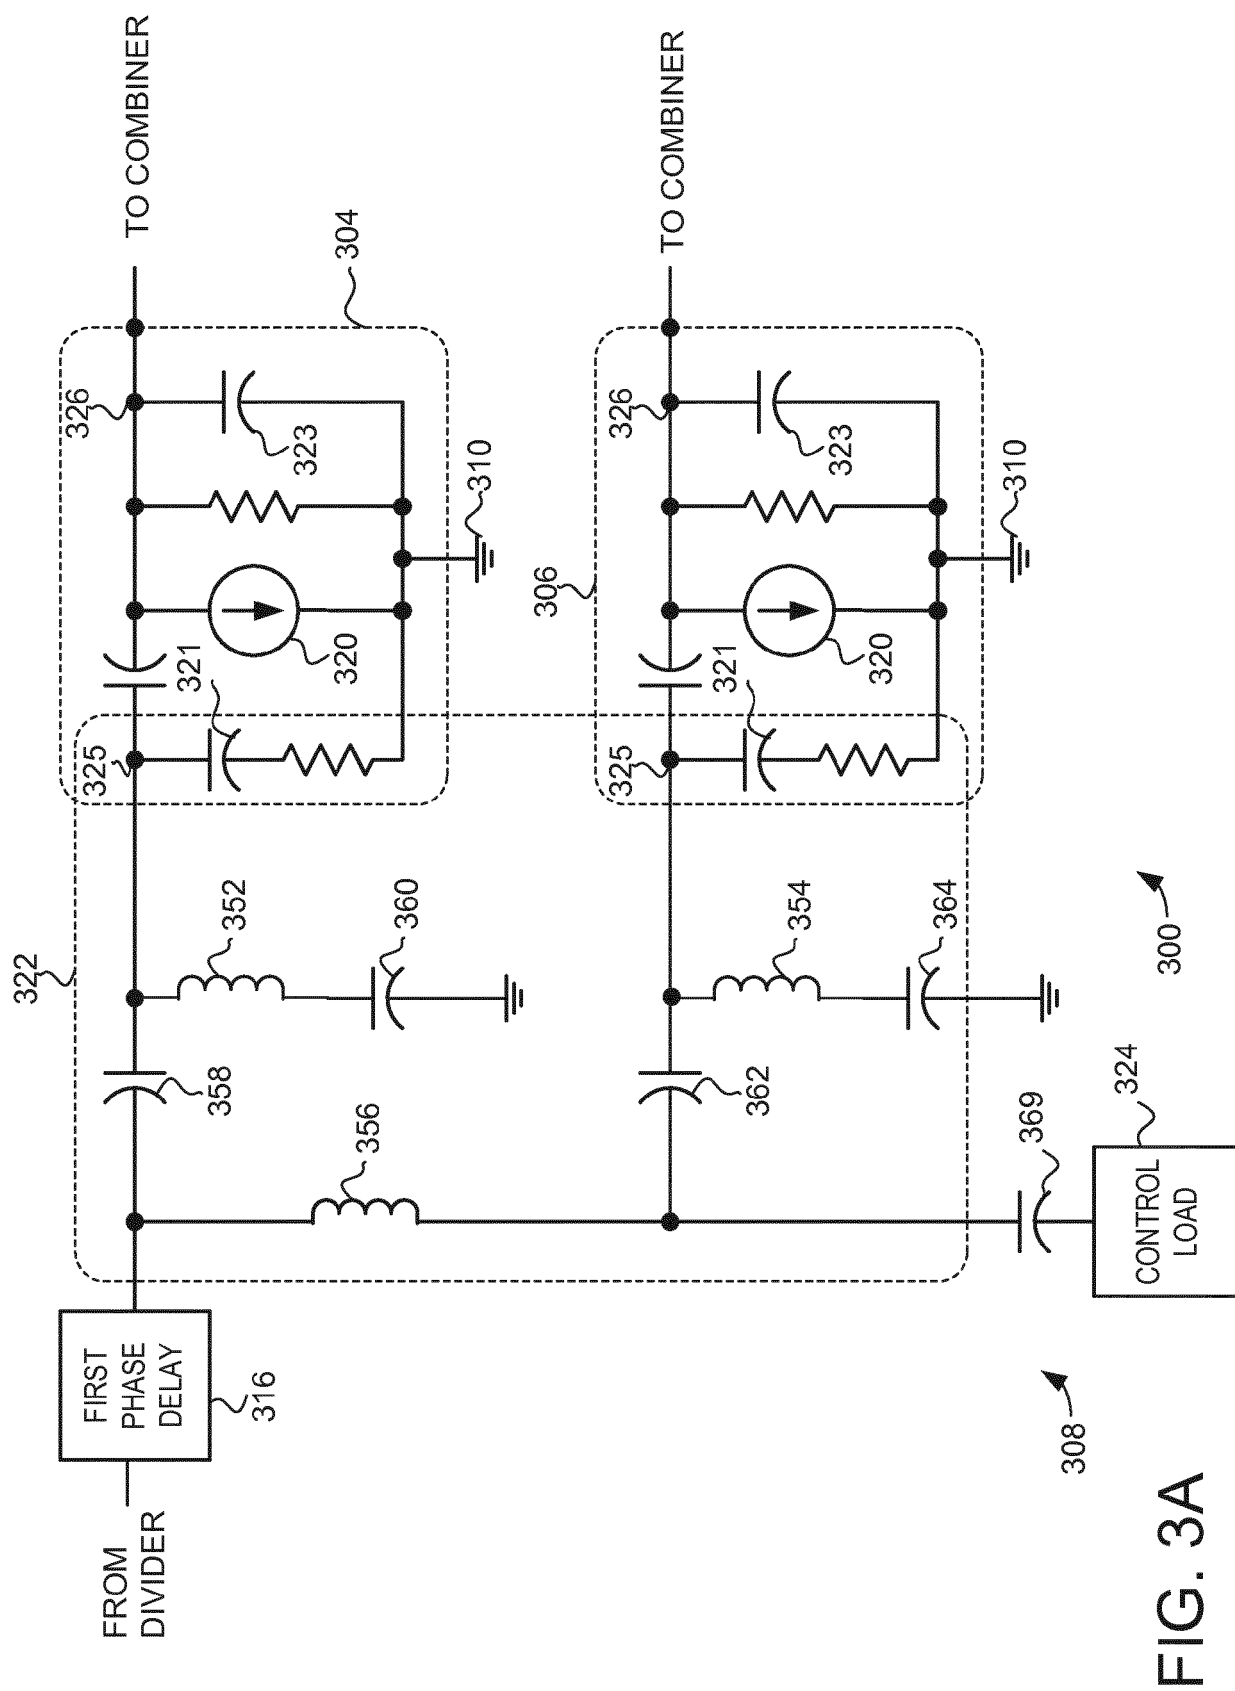 FROM
DIVIDER
FIRST
PHASE
DELAY
316
322
358
352
360
356
325
321
320
326
323
304
310
TO COMBINER
362
354
364
325
321
320
306
326
323
310
TO COMBINER
369
324
CONTROL
LOAD
308
300
FIG. 3A